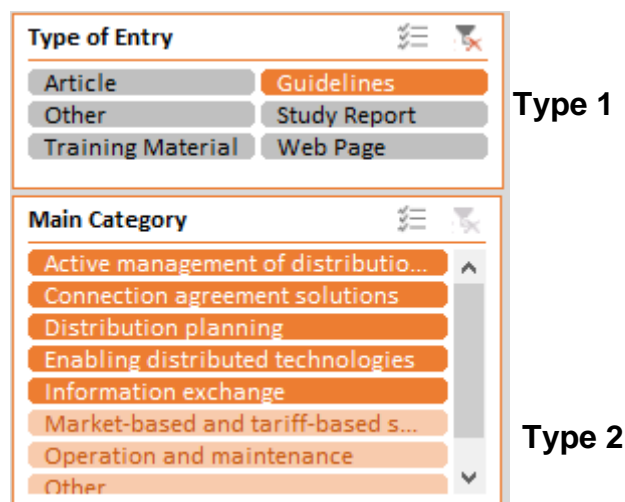 Type of Entry
Article Guidelines
Other Study Report
Training Material Web Page
Type 1
Main Category
Active management of distributio...
Connection agreement solutions
Distribution planning
Enabling distributed technologies
Information exchange
Market-based and tariff-based s...
Operation and maintenance
Other
Type 2